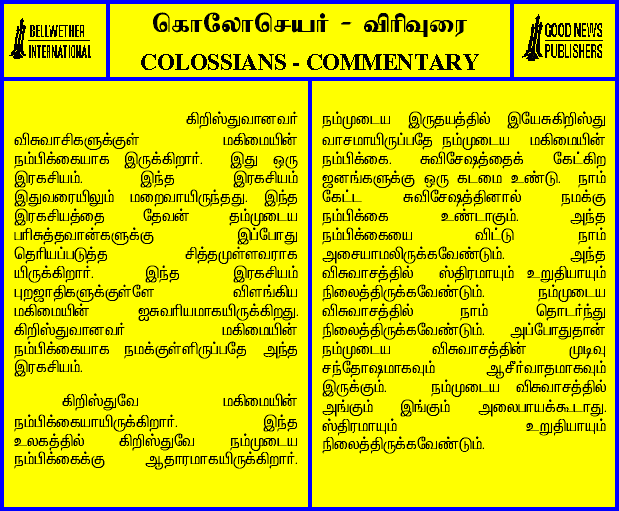 BELLWETHER
INTERNATIONAL
கொலோசெயர் - விரிவுரை
COLOSSIANS - COMMENTARY
GOOD NEWS
PUBLISHERS
கிறிஸ்துவானவர்
விசுவாசிகளுக்குள் மகிமையின்
நம்பிக்கையாக இருக்கிறார். இது ஒரு
இரகசியம். இந்த இரகசியம்
இதுவரையிலும் மறைவாயிருந்தது. இந்த
இரகசியத்தை தேவன் தம்முடைய
பரிசுத்தவான்களுக்கு இப்போது
தெரியப்படுத்த சித்தமுள்ளவராக
யிருக்கிறார். இந்த இரகசியம்
புறஜாதிகளுக்குள்ளே விளங்கிய
மகிமையின் ஐசுவரியமாகயிருக்கிறது.
கிறிஸ்துவானவர் மகிமையின்
நம்பிக்கையாக நமக்குள்ளிருப்பதே அந்த
இரகசியம்.
கிறிஸ்துவே மகிமையின்
நம்பிக்கையாயிருக்கிறார். இந்த
உலகத்தில் கிறிஸ்துவே நம்முடைய
நம்பிக்கைக்கு ஆதாரமாகயிருக்கிறார்.
நம்முடைய இருதயத்தில் இயேசுகிறிஸ்து
வாசமாயிருப்பதே நம்முடைய மகிமையின்
நம்பிக்கை. சுவிசேஷத்தைக் கேட்கிற
ஜனங்களுக்கு ஒரு கடமை உண்டு. நாம்
கேட்ட சுவிசேஷத்தினால் நமக்கு
நம்பிக்கை உண்டாகும். அந்த
நம்பிக்கையை விட்டு நாம்
அசையாமலிருக்கவேண்டும். அந்த
விசுவாசத்தில் ஸ்திரமாயும் உறுதியாயும்
நிலைத்திருக்கவேண்டும். நம்முடைய
விசுவாசத்தில் நாம் தொடர்ந்து
நிலைத்திருக்கவேண்டும். அப்போதுதான்
நம்முடைய விசுவாசத்தின் முடிவு
சந்தோஷமாகவும் ஆசீர்வாதமாகவும்
இருக்கும். நம்முடைய விசுவாசத்தில்
அங்கும் இங்கும் அலைபாயக்கூடாது.
ஸ்திரமாயும் உறுதியாயும்
நிலைத்திருக்கவேண்டும்.